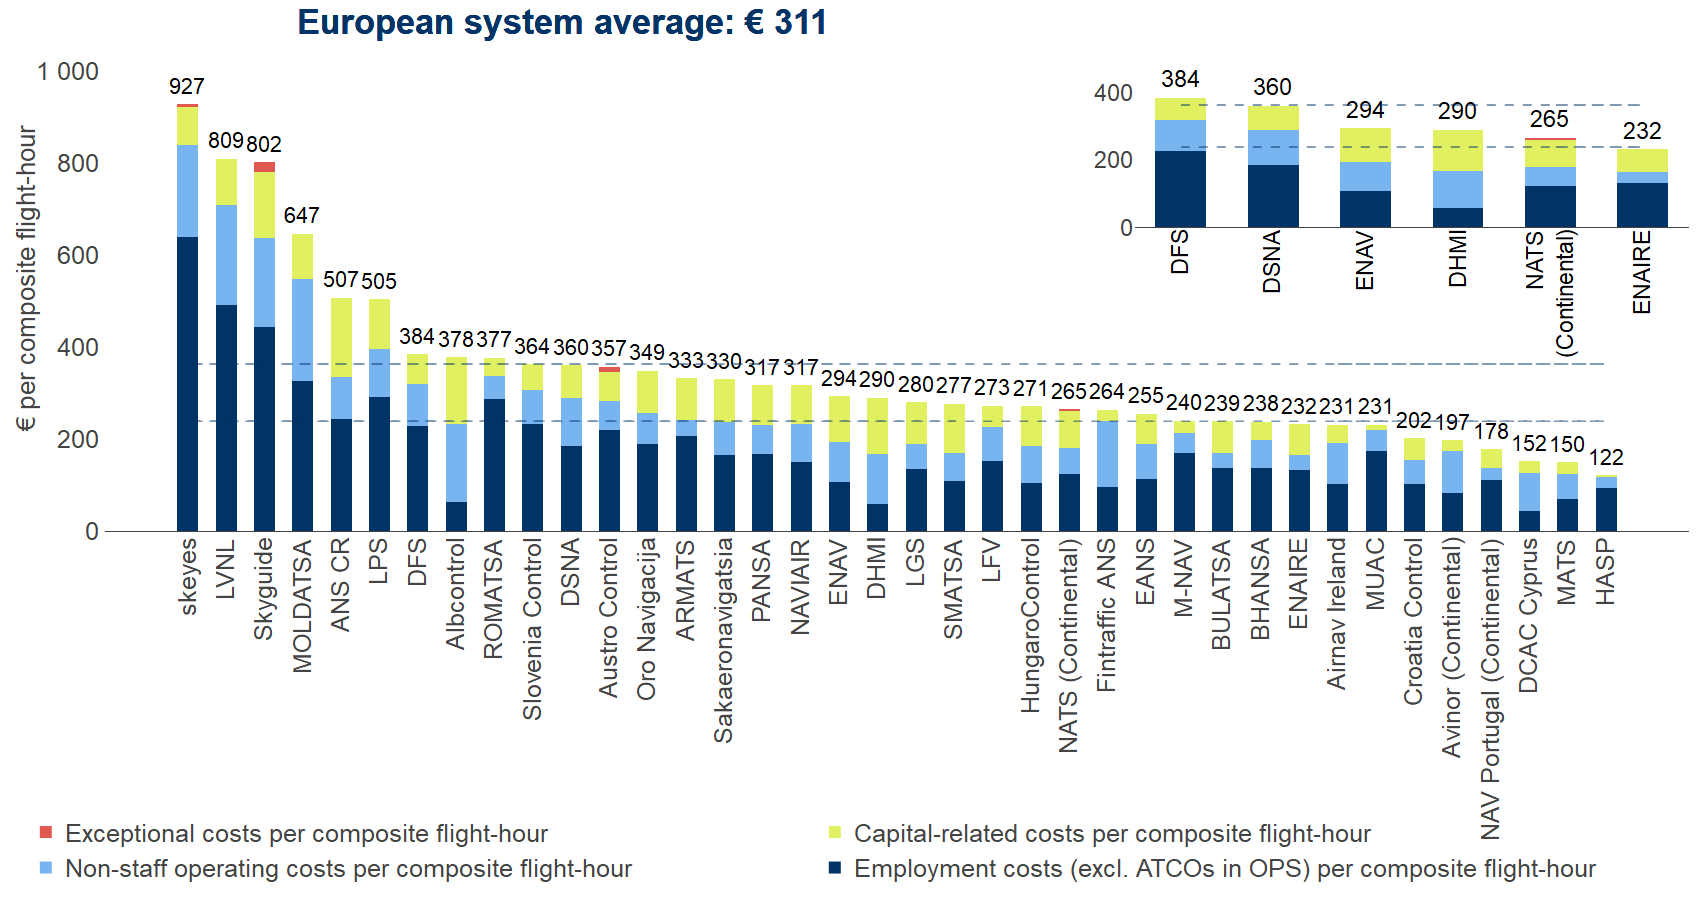 European system average: € 311
€ per composite flight-hour
1 000
800
600
400
200
0
927
809
802
647
507
505
384
378
377
364
360
357
349
333
330
317
317
294
290
280
277
273
271
265
264
255
240
239
238
232
231
231
202
197
178
152
150
122
skeyes
LVNL
Skyguide
MOLDATSA
ANS CR
LPS
DFS
Albcontrol
ROMATSA
Slovenia Control
DSNA
Austro Control
Oro Navigacija
ARMATS
Sakaeronavigatsia
PANSA
NAVIAIR
ENAV
DHMI
LGS
SMATSA
LFV
HungaroControl
NATS (Continental)
Fintraffic ANS
EANS
M-NAV
BULATSA
BHANSA
ENAIRE
Airnav Ireland
MUAC
Croatia Control
Avinor (Continental)
NAV Portugal (Continental)
DCAC Cyprus
MATS
HASP
400
200
0
384
360
294
290
265
232
DFS
DSNA
ENAV
DHMI
NATS
(Continental)
ENAIRE
Exceptional costs per composite flight-hour
Capital-related costs per composite flight-hour
Non-staff operating costs per composite flight-hour
Employment costs (excl. ATCOs in OPS) per composite flight-hour